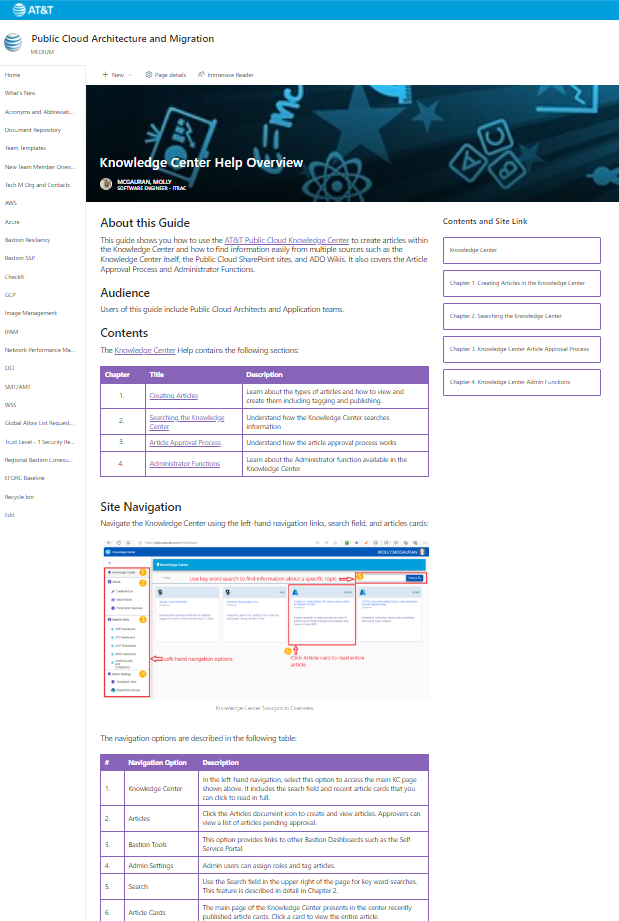 AT&T
Public Cloud Architecture and Migration
MEDIUM
Home
What's New
Acronyms and Abbreviati...
Document Repository
Team Templates
New Team Member Orien...
Tech M Org and Contacts
AWS
Azure
Bastion Resiliency
Bastion SSP
CheckR
GCP
Image Management
IPAM
Network Performance Ma...
OCI
SMT/AMS
WSS
Global Allow List Request...
Trust Level - 1 Security Re...
Regional Bastion Conesu...
EFORC Baseline
Recycle bin
Edit
+ New
Page details
Immersive Reader
Knowledge Center Help Overview
MCGAURAN, MOLLY
SOFTWARE ENGINEER - ITRAC
About this Guide
This guide shows you how to use the AT&T Public Cloud Knowledge Center to create articles within
the Knowledge Center and how to find information easily from multiple sources such as the
Knowledge Center itself, the Public Cloud SharePoint sites, and ADO Wikis. It also covers the Article
Approval Process and Administrator Functions.
Audience
Users of this guide include Public Cloud Architects and Application teams.
Contents
The Knowledge Center Help contains the following sections:
Chapter Title Description
1. Creating Articles Learn about the types of articles and how to view and
create them including tagging and publishing.
2. Searching the Knowledge
Center Understand how the Knowledge Center searches
information
3. Article Approval Process Understand how the article approval process works
4. Administrator Functions Learn about the Administrator function available in the
Knowledge Center
Contents and Site Link
Knowledge Center
Chapter 1. Creating Articles in the Knowledge Center
Chapter 2. Searching the Knowledge Center
Chapter 3. Knowledge Center Article Approval Process
Chapter 4. Knowledge Center Admin Functions
Site Navigation
Navigate the Knowledge Center using the left-hand navigation links, search field, and articles cards:
Knowledge Center
MOLLY MCGAURAN
Knowledge Center
Use key word search to find information about a specific topic
Left-hand navigation options
Click Article card to read entire
article
Knowledge Center Navigation Overview
The navigation options are described in the following table:
# Navigation Option Description
1. Knowledge Center In the left-hand navigation, select this option to access the main KC page
shown above. It includes the seach field and recent article cards that you
can click to read in full.
2. Articles Click the Articles document icon to create and view articles. Approvers can
view a list of articles pending approval.
3. Bastion Tools This option provides links to other Bastion Dashboards such as the Self-
Service Portal.
4. Admin Settings Admin users can assign roles and tag articles.
5. Search Use the Search field in the upper right of the page for key word searches.
This feature is described in detail in Chapter 2.
6. Article Cards The main page of the Knowledge Center presents in the center recently
published article cards. Click a card to view the entire article.